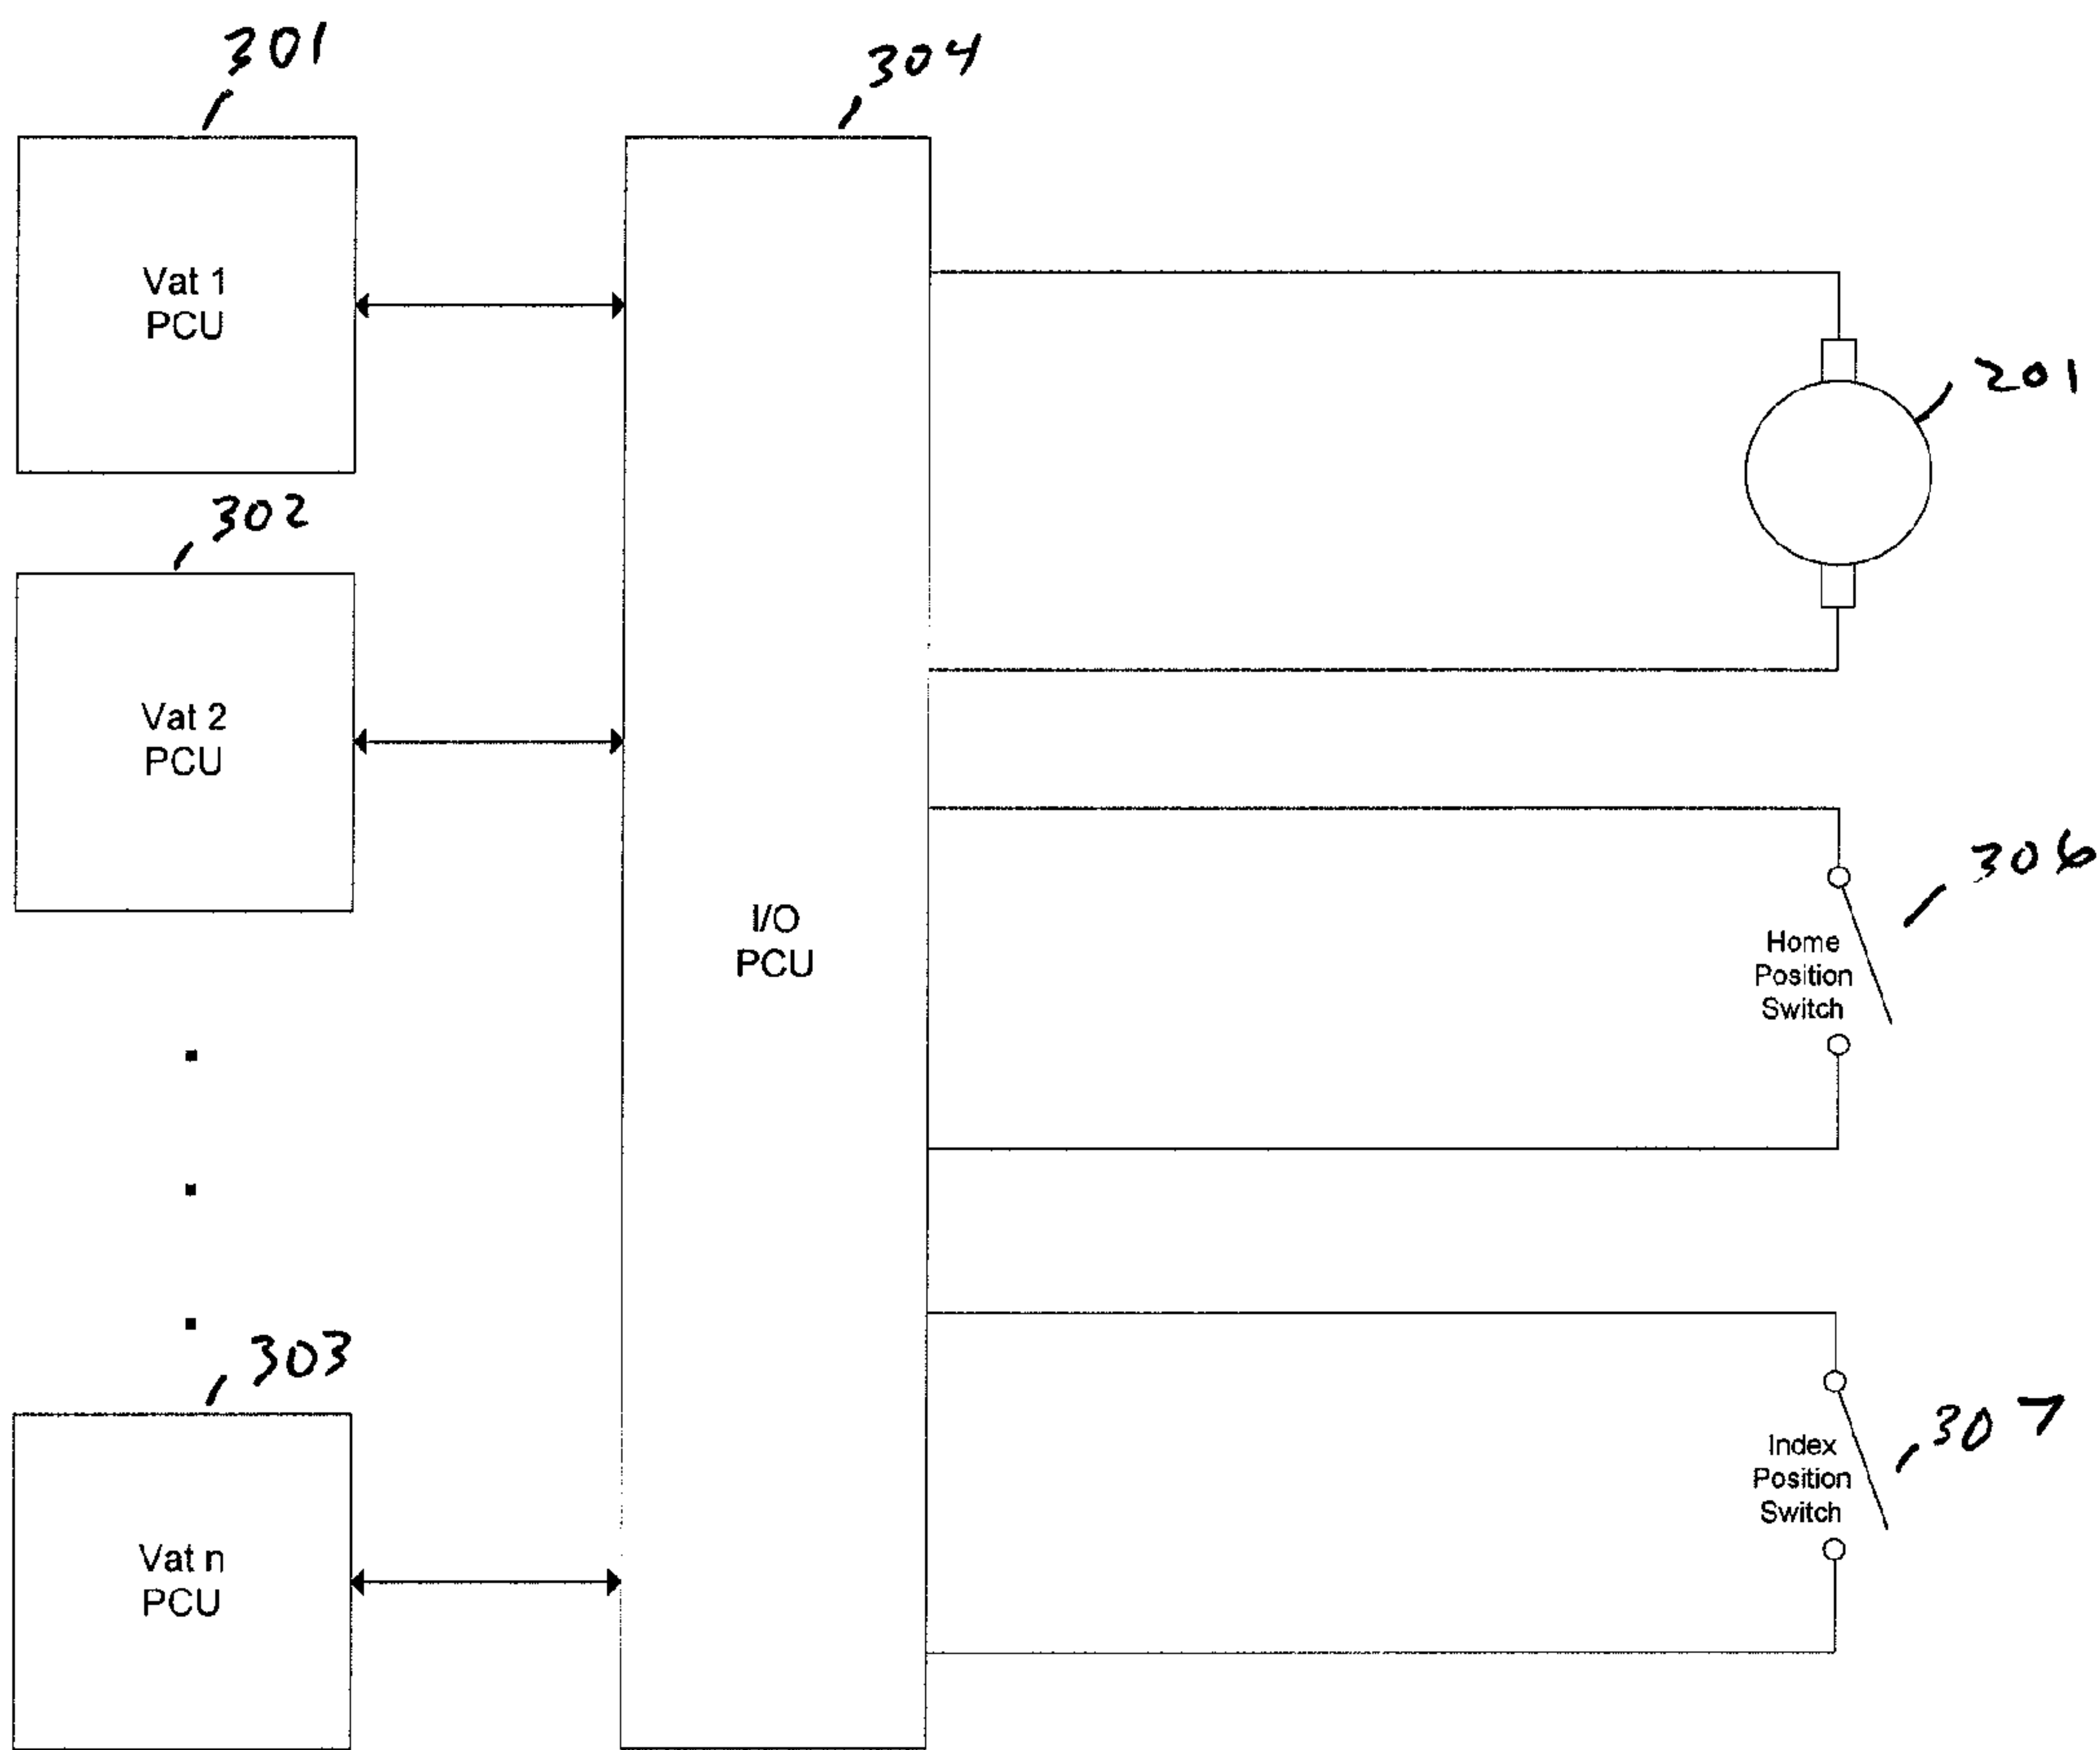 301
304
Vat 1
PCU
201
302
Vat 2
PCU
306
I/O
PCU
Home
Position
Switch
303
307
Index
Position
Switch
Vat n
PCU